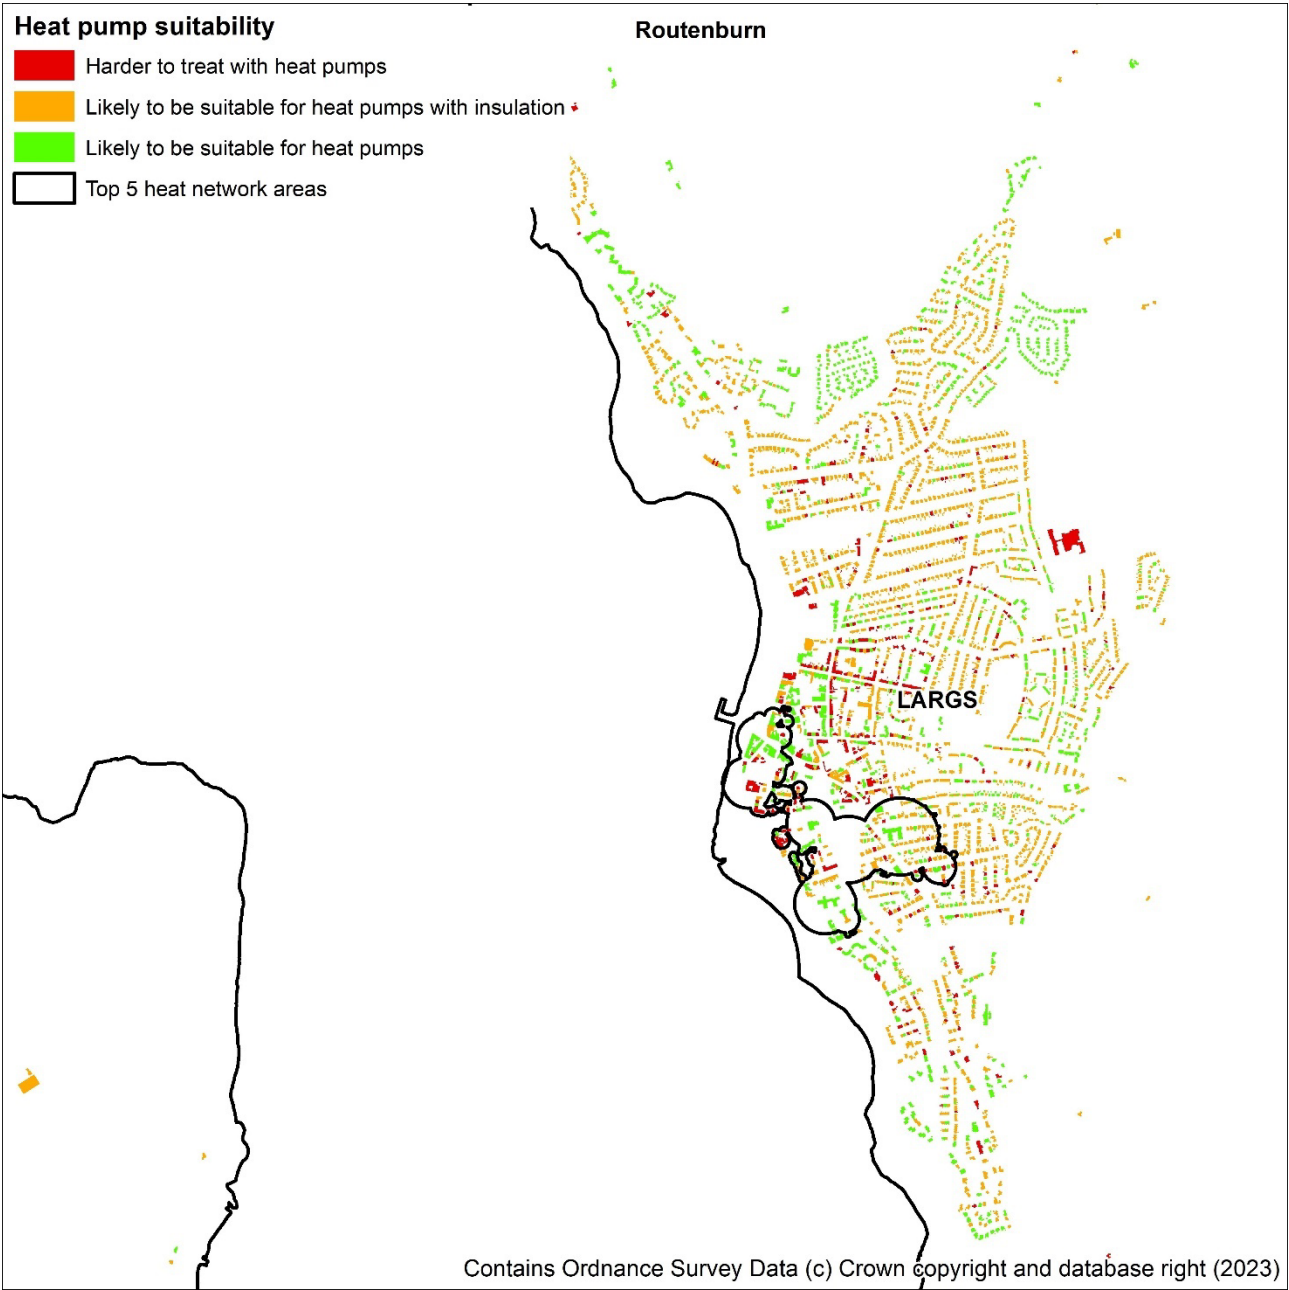 Heat pump suitability
Routenburn
Harder to treat with heat pumps
Likely to be suitable for heat pumps with insulation
Likely to be suitable for heat pumps
Top 5 heat network areas
LARGS
Contains Ordnance Survey Data (c) Crown copyright and database right (2023)